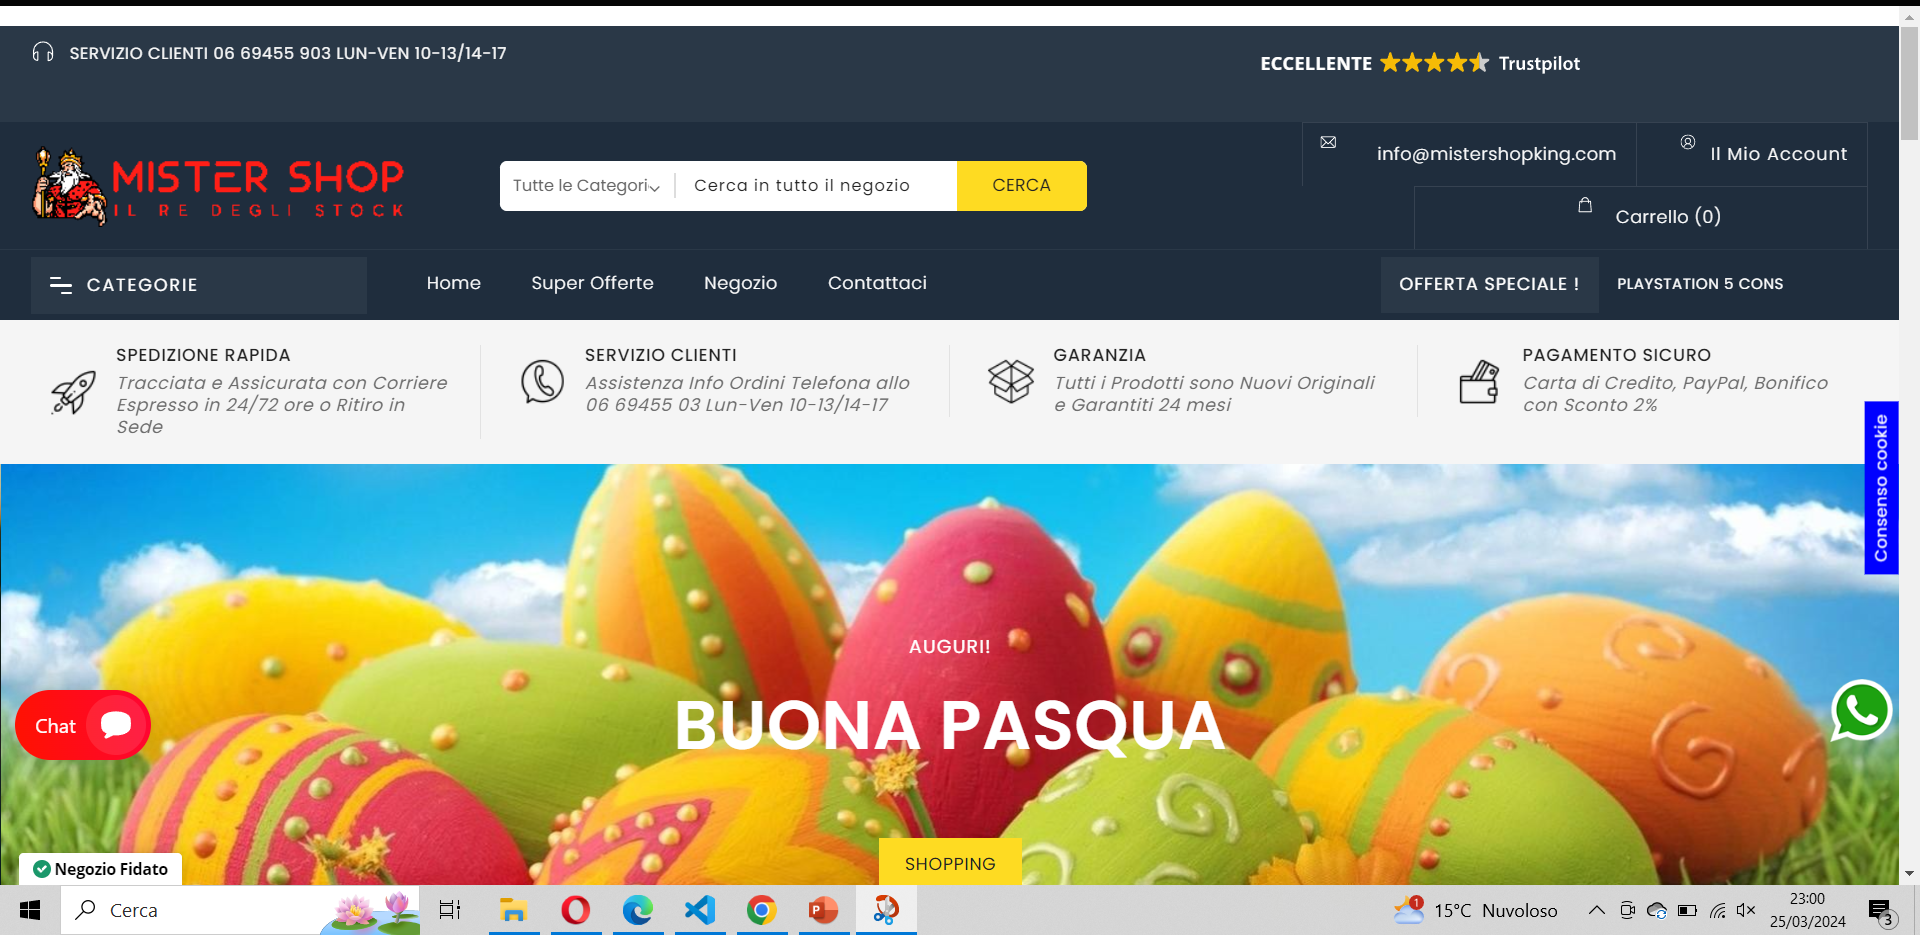 SERVIZIO CLIENTI 06 69455 903 LUN-VEN 10-13/14-17
ECCELLENTE Trustpilot
MISTER SHOP
IL RE DEGLI STOCK
Tutte le Categori
Cerca in tutto il negozio
CERCA
info@mistershopking.com
Il Mio Account
Carrello (0)
CATEGORIE
Home
Super Offerte
Negozio
Contattaci
OFFERTA SPECIALE !
PLAYSTATION 5 CONS
SPEDIZIONE RAPIDA
Tracciata e Assicurata con Corriere
Espresso in 24/72 ore o Ritiro in
Sede
SERVIZIO CLIENTI
Assistenza Info Ordini Telefona allo
06 69455 03 Lun-Ven 10-13/14-17
GARANZIA
Tutti i Prodotti sono Nuovi Originali
e Garantiti 24 mesi
PAGAMENTO SICURO
Carta di Credito, PayPal, Bonifico
con Sconto 2%
Consenso cookie
AUGURI!
BUONA PASQUA
SHOPPING
Chat
Negozio Fidato
Cerca
1
15°C Nuvoloso
23:00
25/03/2024
3